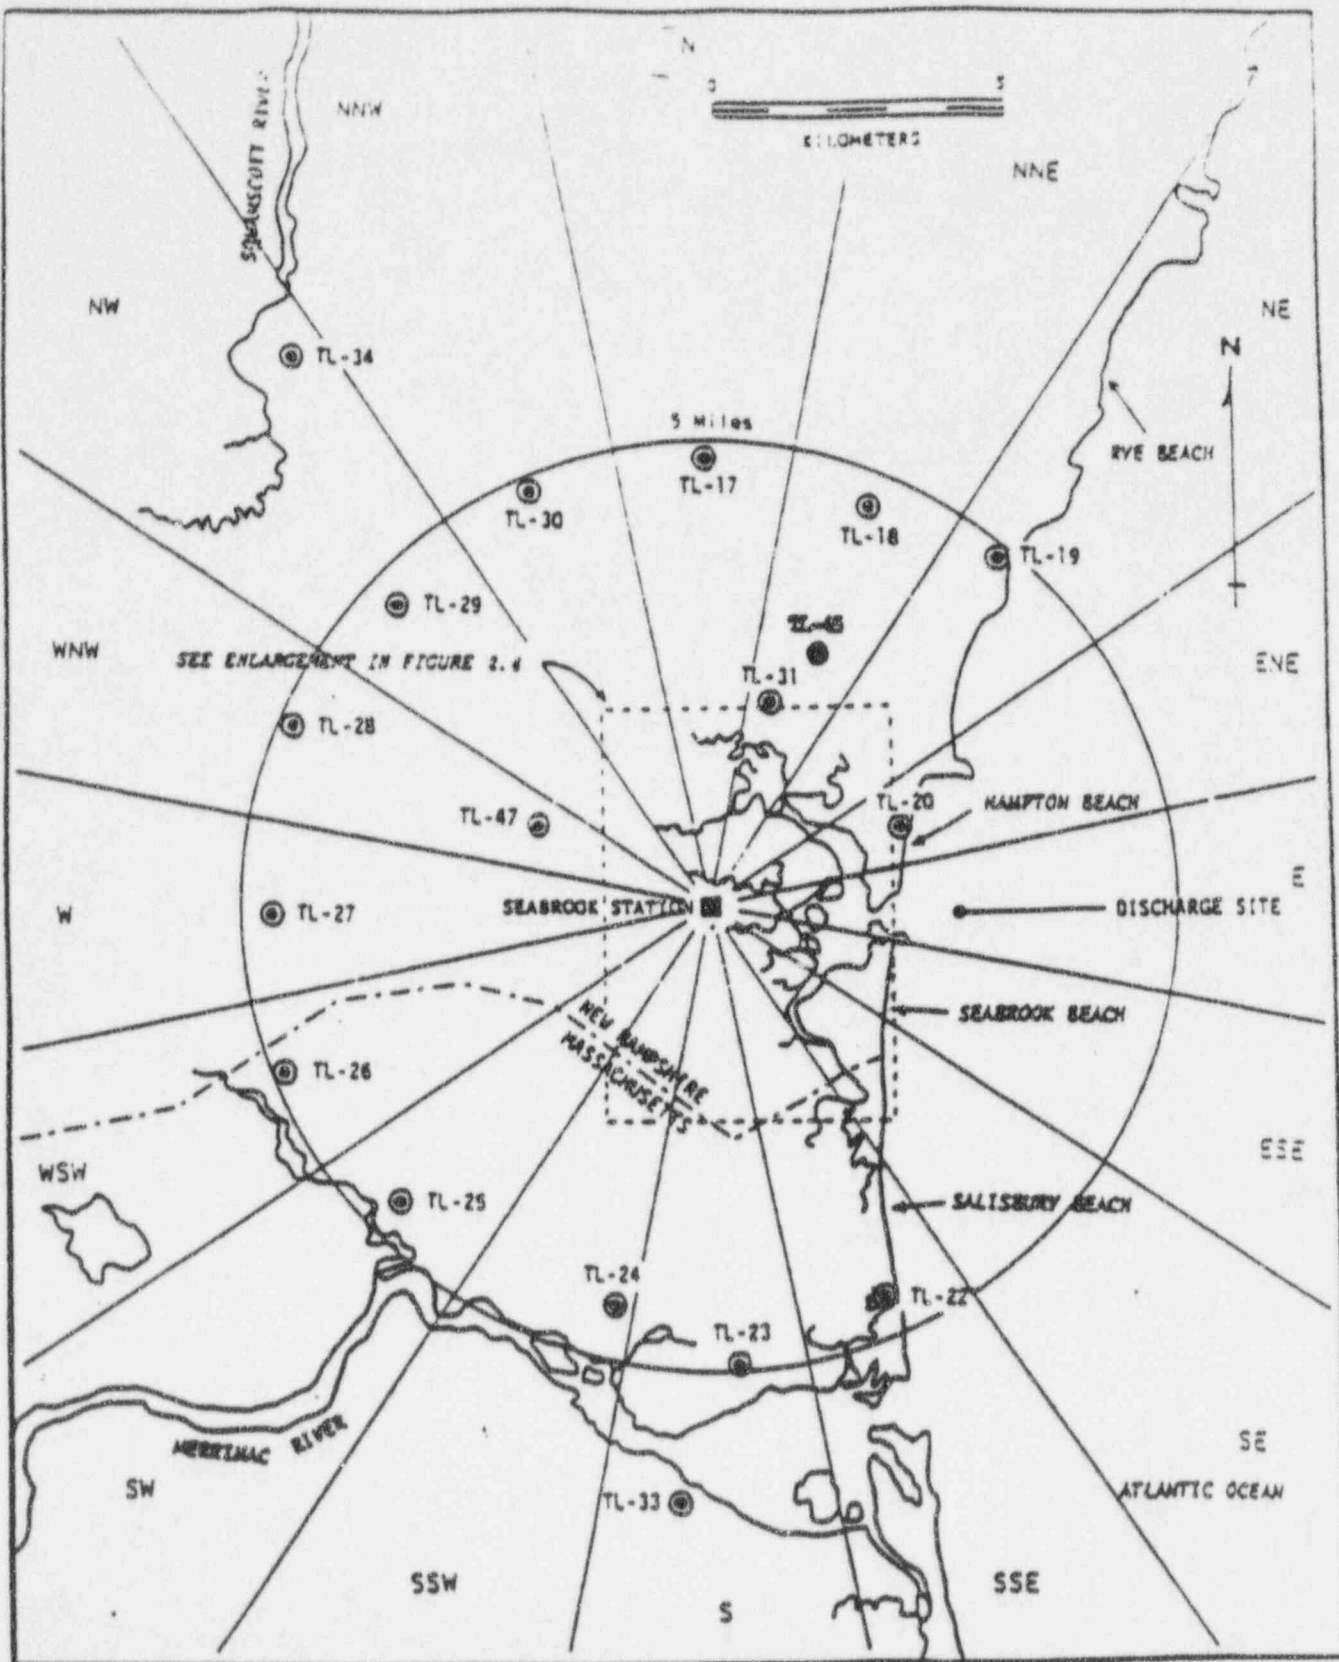 N
0 5
KILOMETERS
NNW
SQUAMSCOTT RIVER
NNE
NW
NE
N
TL-34
RYE BEACH
5 Miles
TL-17
TL-30
TL-18
TL-19
TL-29
WNW
SEE ENLARGEMENT IN FIGURE 2.4
TL-31
ENE
TL-28
TL-47
TL-20
HAMPTON BEACH
E
W
TL-27
SEABROOK STATION
DISCHARGE SITE
SEABROOK BEACH
NEW HAMPSHIRE
MASSACHUSETTS
TL-26
WSW
ESE
TL-25
SALISBURY BEACH
TL-24
TL-22
TL-23
MERRIMAC RIVER
SE
SW
ATLANTIC OCEAN
TL-33
SSW
SSE
S